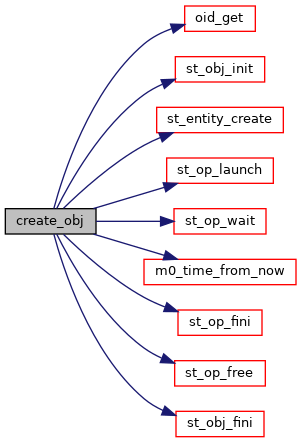 oid_get
st_obj_init
st_entity_create
st_op_launch
create_obj
st_op_wait
m0_time_from_now
st_op_fini
st_op_free
st_obj_fini